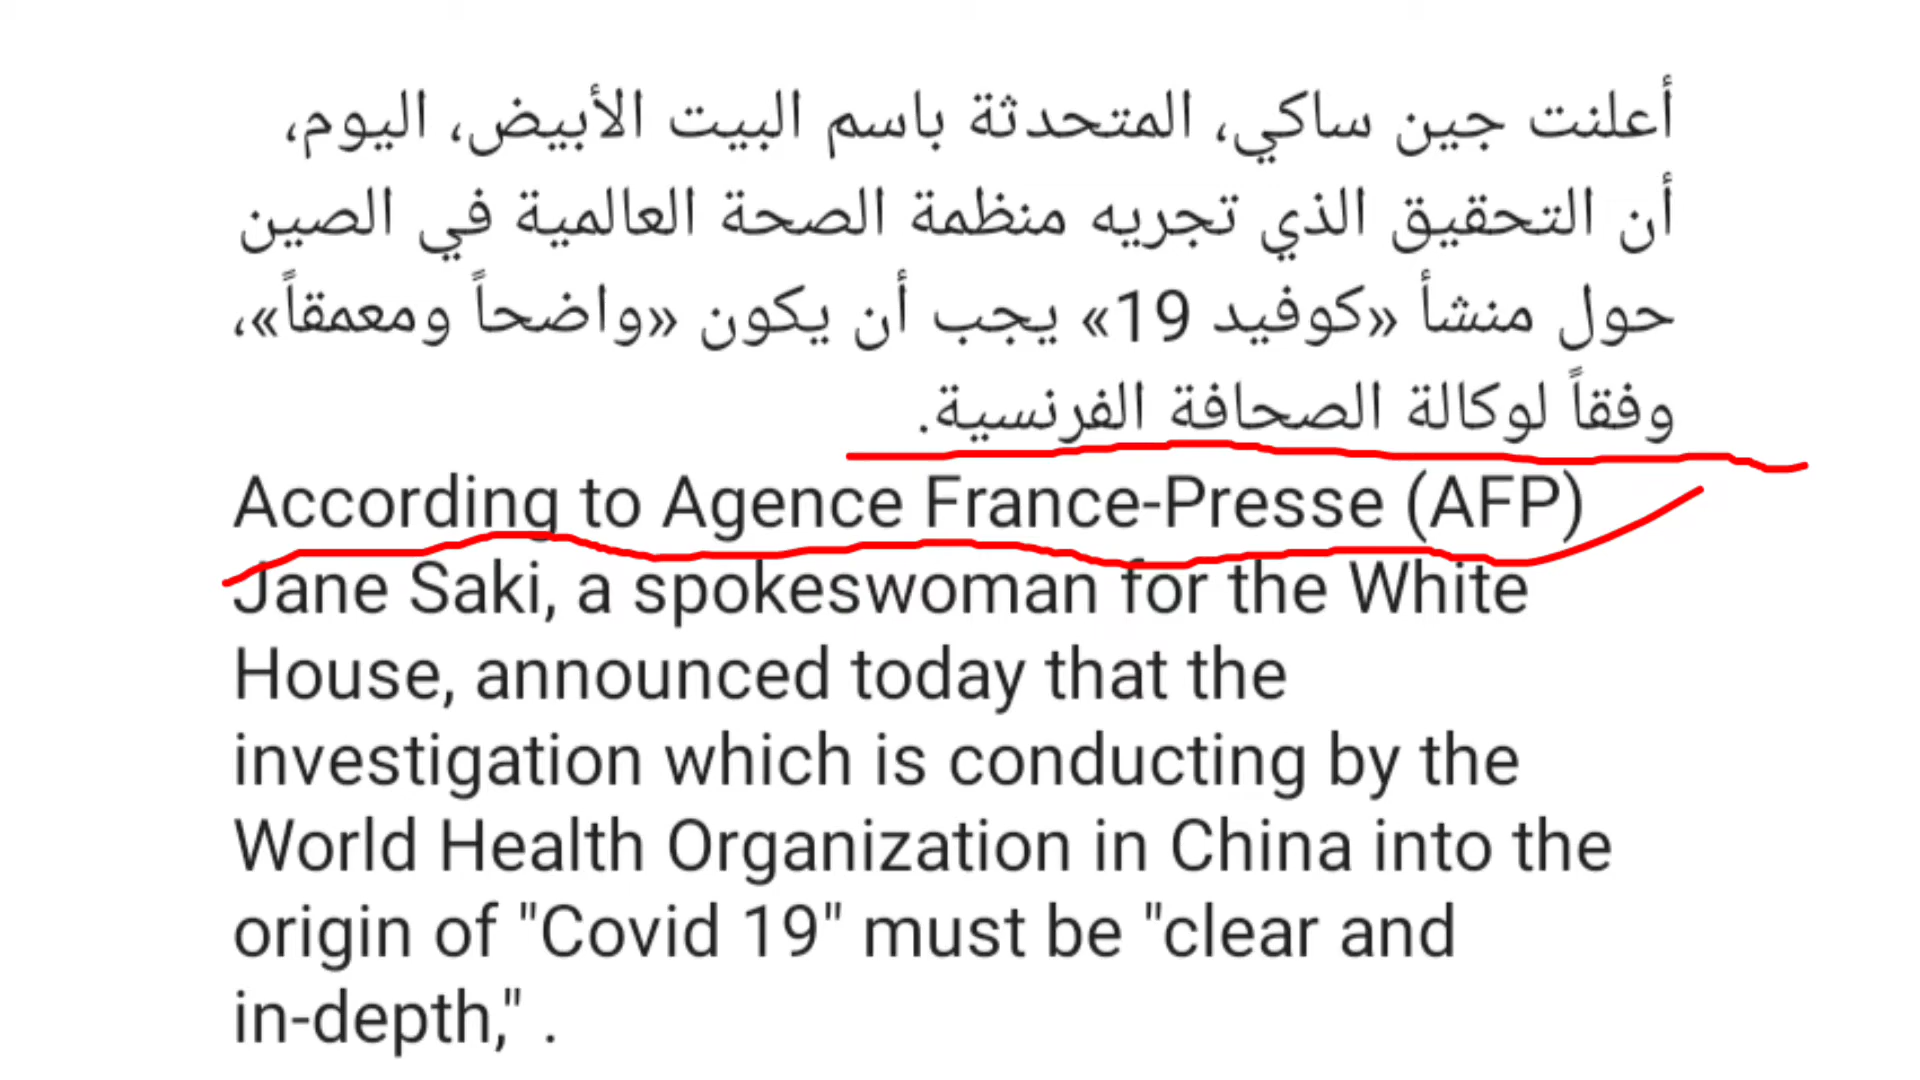 أعلنت جين ساكي، المتحدثة باسم البيت الأبيض، اليوم،
أن التحقيق الذي تجريه منظمة الصحة العالمية في الصين
حول منشأ «كوفيد 19» يجب أن يكون «واضحاً ومعمقاً»،
وفقاً لوكالة الصحافة الفرنسية.
According to Agence France-Presse (AFP)
Jane Saki, a spokeswoman for the White
House, announced today that the
investigation which is conducting by the
World Health Organization in China into the
origin of "Covid 19" must be "clear and
in-depth," .